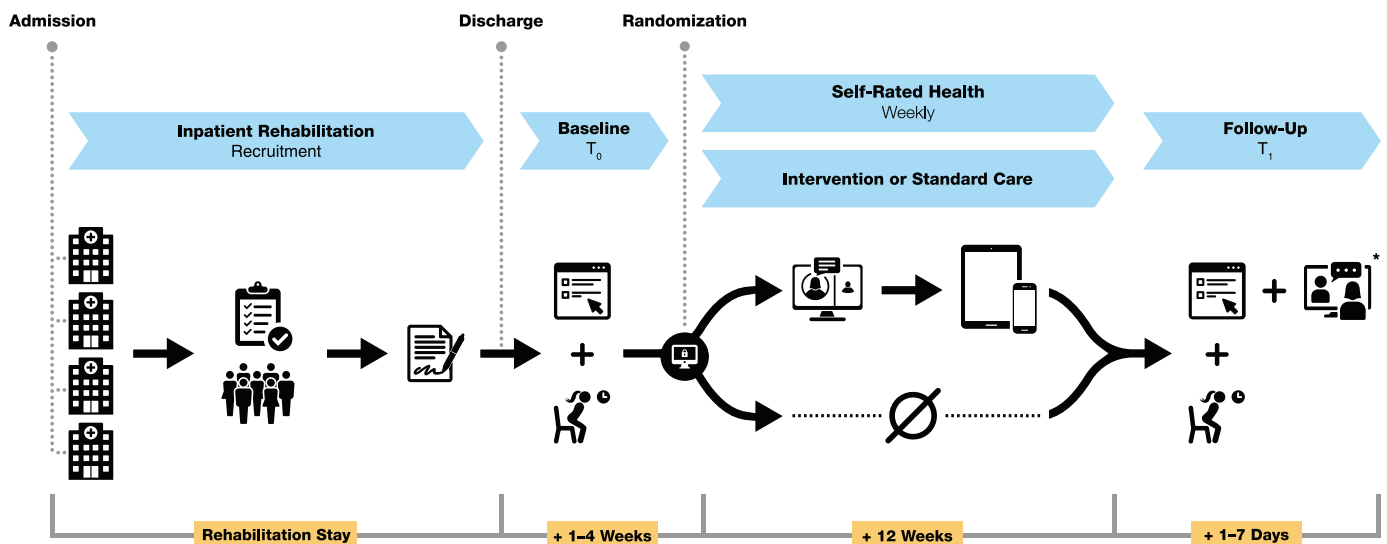 Admission
Discharge
Randomization
Inpatient Rehabilitation
Recruitment
Baseline
T0
Self-Rated Health
Weekly
Intervention or Standard Care
Follow-Up
T1
*
Rehabilitation Stay
+ 1–4 Weeks
+ 12 Weeks
+ 1–7 Days